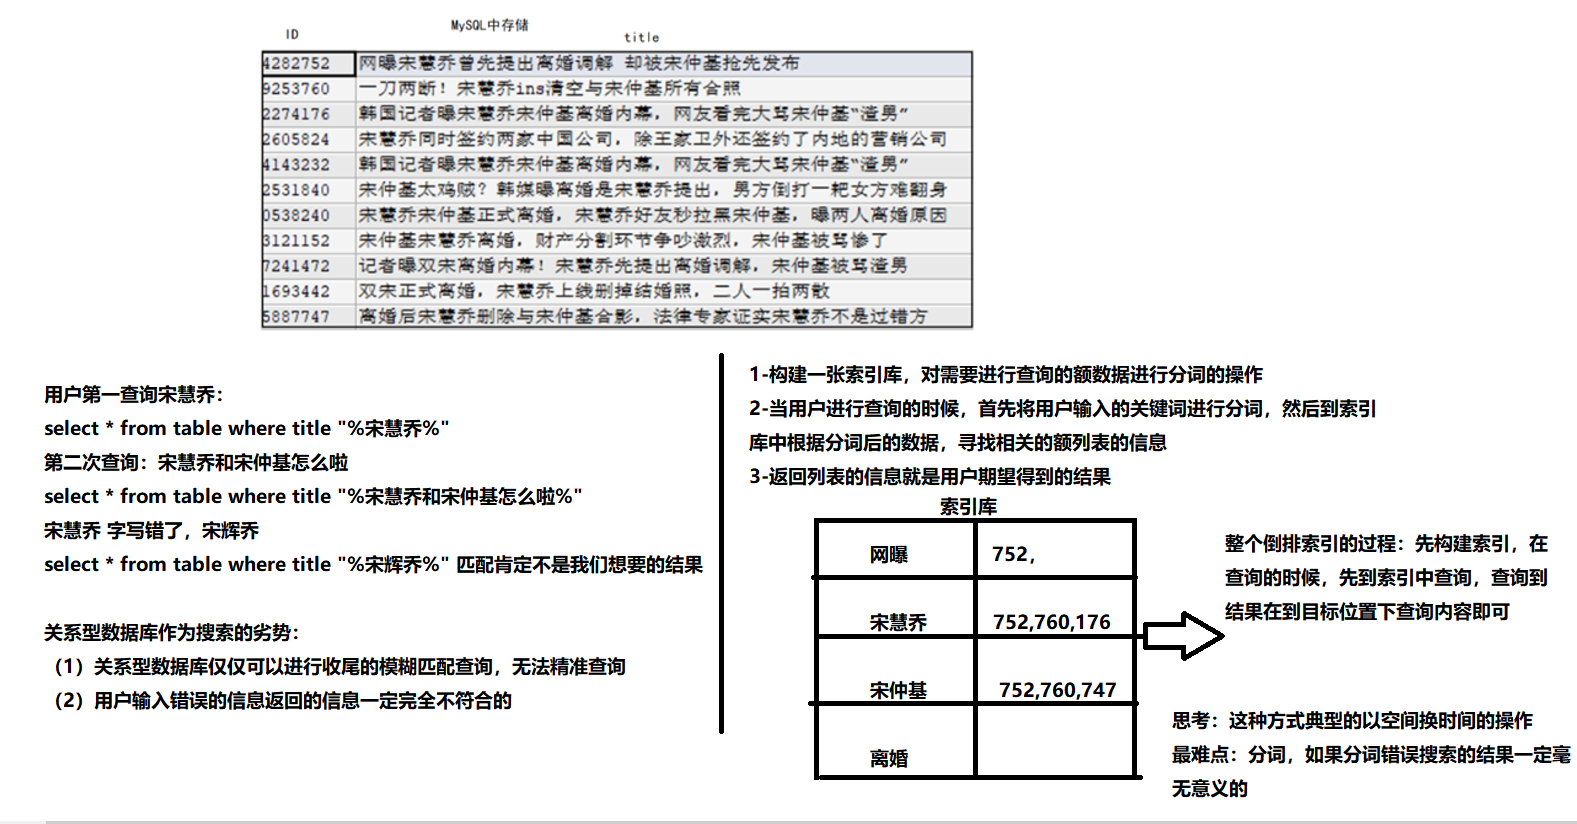 MySQL中存储
ID
title
4282752 网曝宋慧乔曾先提出离婚调解 却被宋仲基抢先发布
9253760 一刀两断！宋慧乔ins清空与宋仲基所有合照
2274176 韩国记者曝宋慧乔宋仲基离婚内幕，网友看完大骂宋仲基“渣男”
2605824 宋慧乔同时签约两家中国公司，除王家卫外还签约了内地的营销公司
4143232 韩国记者曝宋慧乔宋仲基离婚内幕，网友看完大骂宋仲基“渣男”
2531840 宋仲基太鸡贼？韩媒曝离婚是宋慧乔提出，男方倒打一耙女方难翻身
0538240 宋慧乔宋仲基正式离婚，宋慧乔好友秒拉黑宋仲基，曝两人离婚原因
3121152 宋仲基宋慧乔离婚，财产分割环节争吵激烈，宋仲基被骂惨了
7241472 记者曝双宋离婚内幕！宋慧乔先提出离婚调解，宋仲基被骂渣男
1693442 双宋正式离婚，宋慧乔上线删掉结婚照，二人一拍两散
5887747 离婚后宋慧乔删除与宋仲基合影，法律专家证实宋慧乔不是过错方
用户第一查询宋慧乔：
select * from table where title "%宋慧乔%"
第二次查询：宋慧乔和宋仲基怎么啦
select * from table where title "%宋慧乔和宋仲基怎么啦%"
宋慧乔 字写错了，宋辉乔
select * from table where title "%宋辉乔%" 匹配肯定不是我们想要的结果
关系型数据库作为搜索的劣势：
（1）关系型数据库仅仅可以进行收尾的模糊匹配查询，无法精准查询
（2）用户输入错误的信息返回的信息一定完全不符合的
1-构建一张索引库，对需要进行查询的额数据进行分词的操作
2-当用户进行查询的时候，首先将用户输入的关键词进行分词，然后到索引
库中根据分词后的数据，寻找相关的额列表的信息
3-返回列表的信息就是用户期望得到的结果
索引库
网曝 752，
宋慧乔 752,760,176
宋仲基 752,760,747
离婚
整个倒排索引的过程：先构建索引，在
查询的时候，先到索引中查询，查询到
结果在到目标位置下查询内容即可
思考：这种方式典型的以空间换时间的操作
最难点：分词，如果分词错误搜索的结果一定毫
无意义的